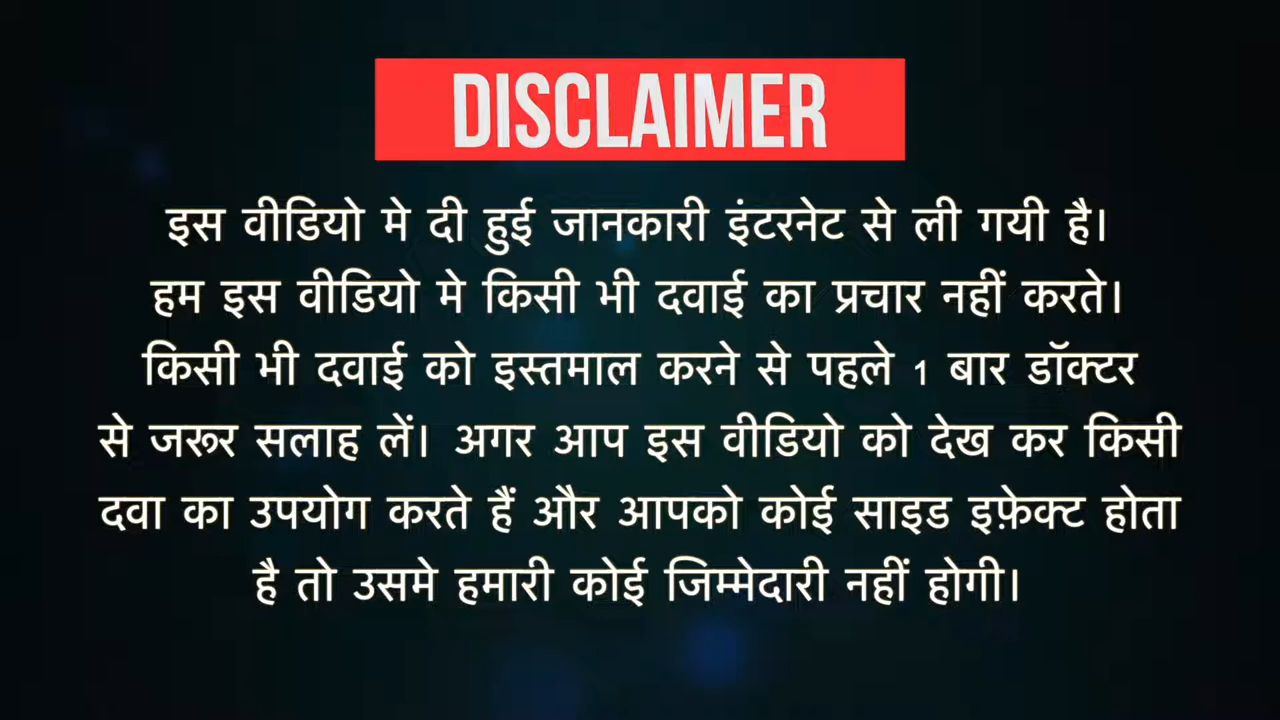 DISCLAIMER
इस वीडियो मे दी हुई जानकारी इंटरनेट से ली गयी है।
हम इस वीडियो मे किसी भी दवाई का प्रचार नहीं करते।
किसी भी दवाई को इस्तमाल करने से पहले 1 बार डॉक्टर
से जरूर सलाह लें। अगर आप इस वीडियो को देख कर किसी
दवा का उपयोग करते हैं और आपको कोई साइड इफ़ेक्ट होता
है तो उसमे हमारी कोई जिम्मेदारी नहीं होगी।